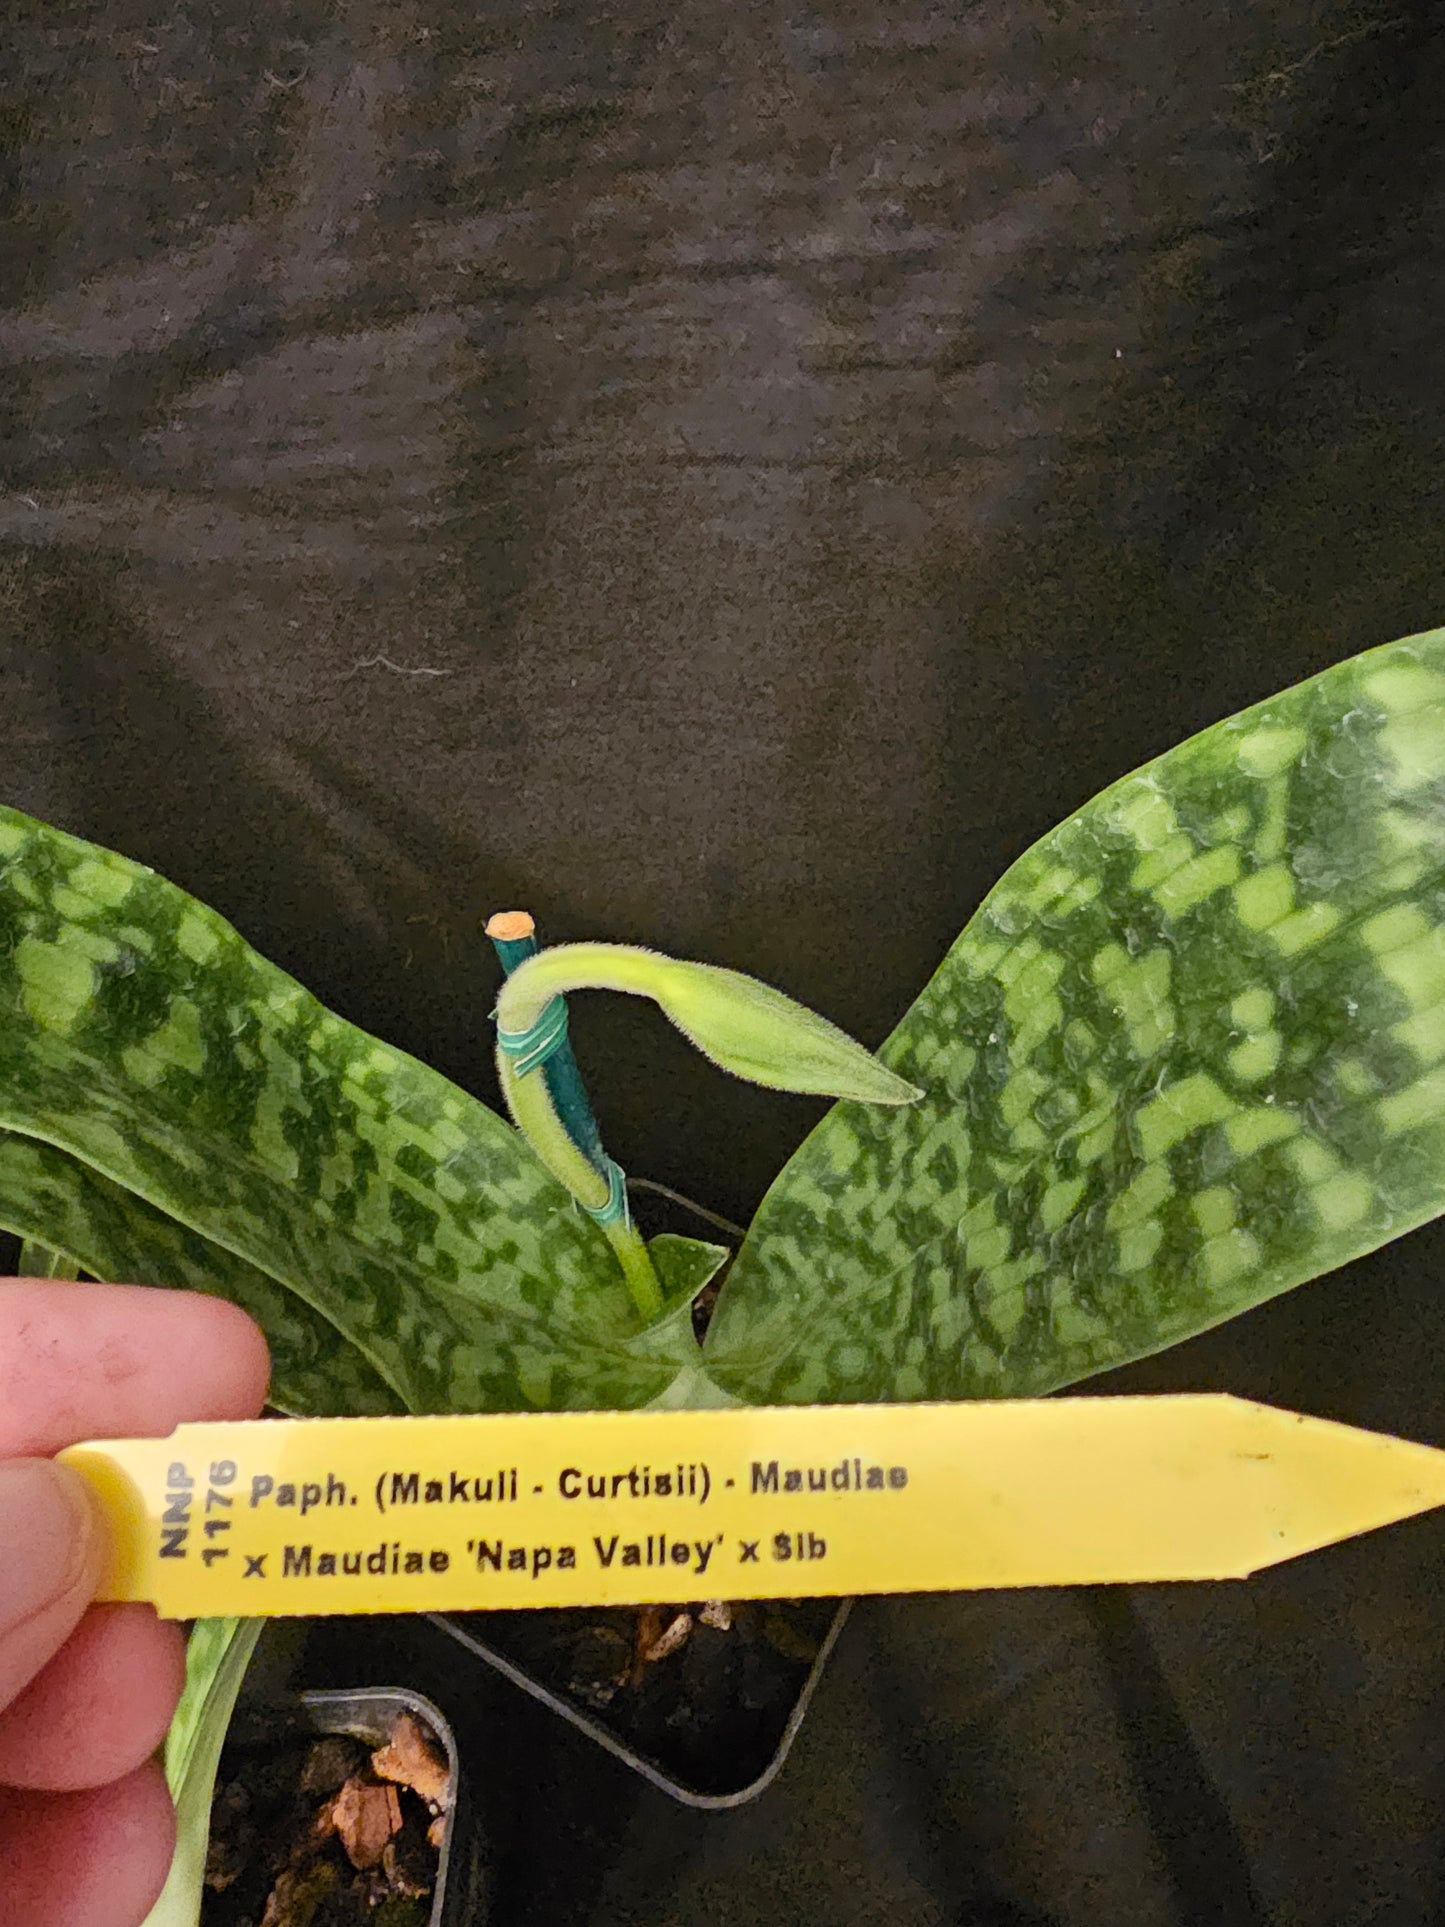 NNP
1176
Paph. (Makuli - Curtisii) - Maudiae
x Maudiae 'Napa Valley' x Sib